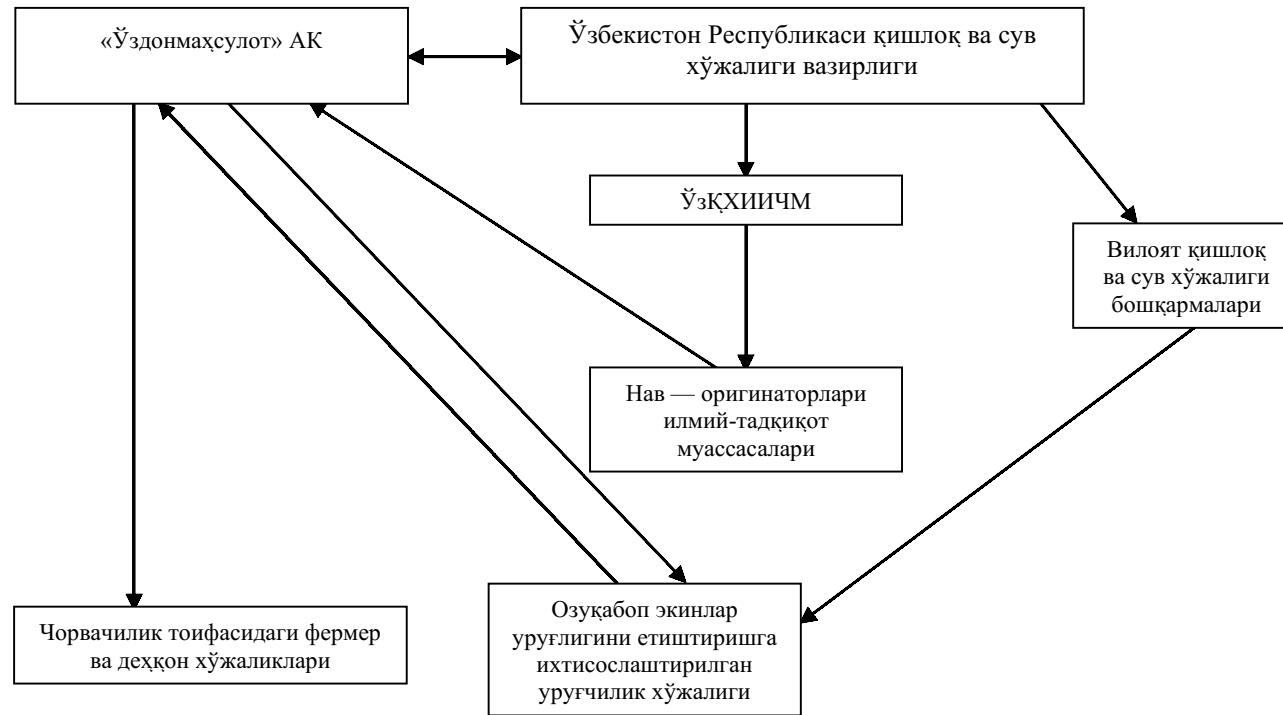 «Ўздонмаҳсулот» АК
Ўзбекистон Республикаси қишлоқ ва сув
хўжалиги вазирлиги
ЎзҚХИИЧМ
Вилоят қишлоқ
ва сув хўжалиги
бошқармалари
Нав — оригинаторлари
илмий-тадқиқот
муассасалари
Чорвачилик тоифасидаги фермер
ва деҳқон хўжаликлари
Озуқабоп экинлар
уруғлигини етиштиришга
ихтисослаштирилган
уруғчилик хўжалиги